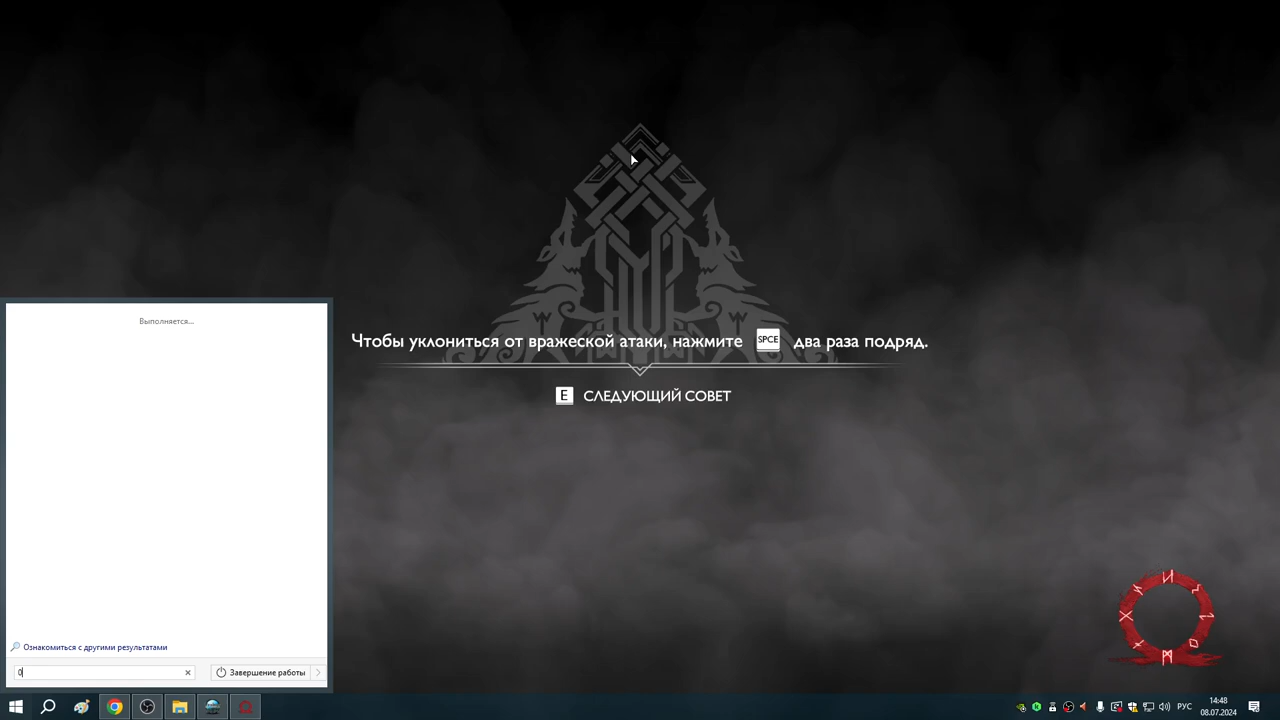 Выполняется...
Чтобы уклониться от вражеской атаки, нажмите SPCE два раза подряд.
E СЛЕДУЮЩИЙ СОВЕТ
Ознакомиться с другими результатами
0
Завершение работы
РУС
14:48
08.07.2024